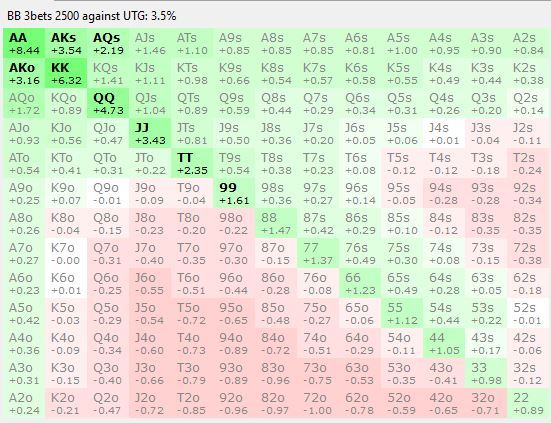 BB 3bets 2500 against UTG: 3.5%
AA AKs AQs AJs ATs A9s A8s A7s A6s A5s A4s A3s A2s
+8.44 +3.54 +2.19 +1.46 +1.10 +0.85 +0.85 +0.85 +0.81 +1.00 +0.95 +0.90 +0.84
AKo KK KQs KJs KTs K9s K8s K7s K6s K5s K4s K3s K2s
+3.16 +6.32 +1.41 +1.11 +0.98 +0.66 +0.54 +0.57 +0.58 +0.55 +0.49 +0.44 +0.38
AQo KQo QQ QJs QTs Q9s Q8s Q7s Q6s Q5s Q4s Q3s Q2s
+1.72 +0.89 +4.73 +1.04 +0.89 +0.59 +0.44 +0.29 +0.34 +0.31 +0.26 +0.20 +0.14
AJo KJo QJo JJ JTs J9s J8s J7s J6s J5s J4s J3s J2s
+0.93 +0.56 +0.47 +3.43 +0.81 +0.50 +0.36 +0.20 +0.05 +0.06 +0.01 -0.04 -0.11
ATo KTo QTo JTo TT T9s T8s T7s T6s T5s T4s T3s T2s
+0.54 +0.41 +0.31 +0.22 +2.35 +0.54 +0.38 +0.23 +0.08 -0.12 -0.12 -0.18 -0.24
A9o K9o Q9o J9o T9o 99 98s 97s 96s 95s 94s 93s 92s
+0.25 +0.07 -0.01 -0.09 -0.04 +1.61 +0.36 +0.27 +0.14 -0.05 -0.28 -0.28 -0.34
A8o K8o Q8o J8o T8o 98o 88 87s 86s 85s 84s 83s 82s
+0.26 -0.04 -0.15 -0.23 -0.20 -0.22 +1.47 +0.42 +0.29 +0.10 -0.12 -0.35 -0.35
A7o K7o Q7o J7o T7o 97o 87o 77 76s 75s 74s 73s 72s
+0.27 -0.00 -0.31 -0.40 -0.35 -0.30 -0.15 +1.37 +0.49 +0.30 +0.08 -0.15 -0.38
A6o K6o Q6o J6o T6o 96o 86o 76o 66 65s 64s 63s 62s
+0.23 +0.01 -0.25 -0.55 -0.51 -0.44 -0.28 -0.08 +1.23 +0.49 +0.28 +0.05 -0.18
A5o K5o Q5o J5o T5o 95o 85o 75o 65o 55 54s 53s 52s
+0.42 -0.03 -0.29 -0.54 -0.72 -0.65 -0.48 -0.27 -0.06 +1.12 +0.44 +0.22 -0.01
A4o K4o Q4o J4o T4o 94o 84o 74o 64o 54o 44 43s 42s
+0.36 -0.09 -0.34 -0.60 -0.73 -0.89 -0.72 -0.51 -0.29 -0.11 +1.05 +0.17 -0.06
A3o K3o Q3o J3o T3o 93o 83o 73o 63o 53o 43o 33 32s
+0.31 -0.15 -0.40 -0.66 -0.79 -0.89 -0.96 -0.75 -0.53 -0.35 -0.41 +0.98 -0.12
A2o K2o Q2o J2o T2o 92o 82o 72o 62o 52o 42o 32o 22
+0.24 -0.21 -0.47 -0.72 -0.85 -0.96 -0.97 -1.00 -0.78 -0.59 -0.65 -0.71 +0.89